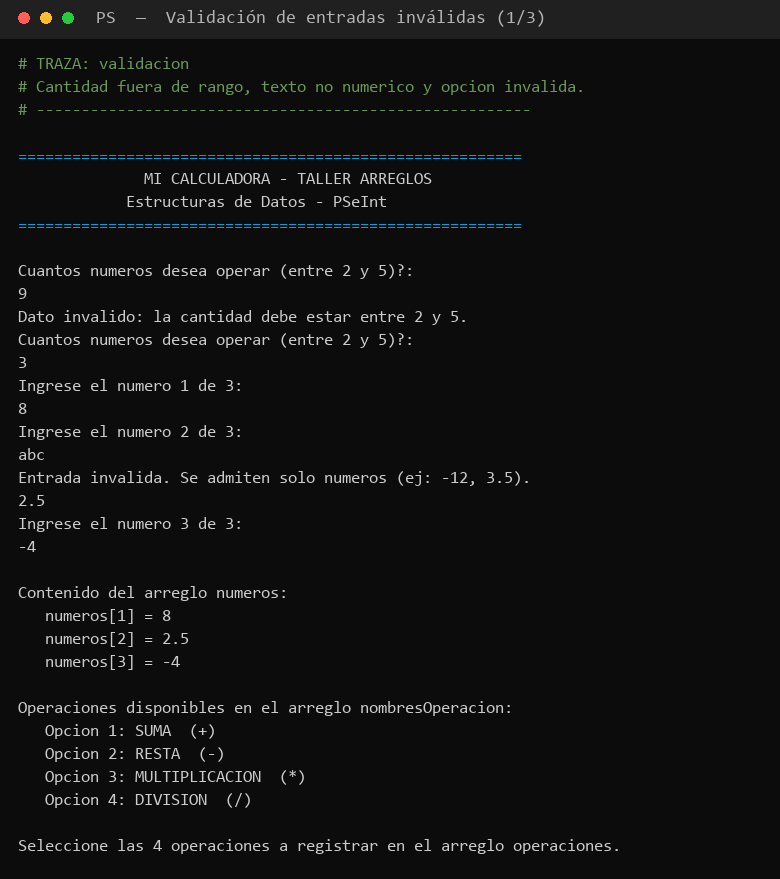 PS — Validación de entradas inválidas (1/3)
# TRAZA: validacion
# Cantidad fuera de rango, texto no numerico y opcion invalida.
# -------------------------------------------------------
========================================================
MI CALCULADORA - TALLER ARREGLOS
Estructuras de Datos - PSeInt
========================================================
Cuantos numeros desea operar (entre 2 y 5)?:
9
Dato invalido: la cantidad debe estar entre 2 y 5.
Cuantos numeros desea operar (entre 2 y 5)?:
3
Ingrese el numero 1 de 3:
8
Ingrese el numero 2 de 3:
abc
Entrada invalida. Se admiten solo numeros (ej: -12, 3.5).
2.5
Ingrese el numero 3 de 3:
-4
Contenido del arreglo numeros:
numeros[1] = 8
numeros[2] = 2.5
numeros[3] = -4
Operaciones disponibles en el arreglo nombresOperacion:
Opcion 1: SUMA  (+)
Opcion 2: RESTA  (-)
Opcion 3: MULTIPLICACION  (*)
Opcion 4: DIVISION  (/)
Seleccione las 4 operaciones a registrar en el arreglo operaciones.